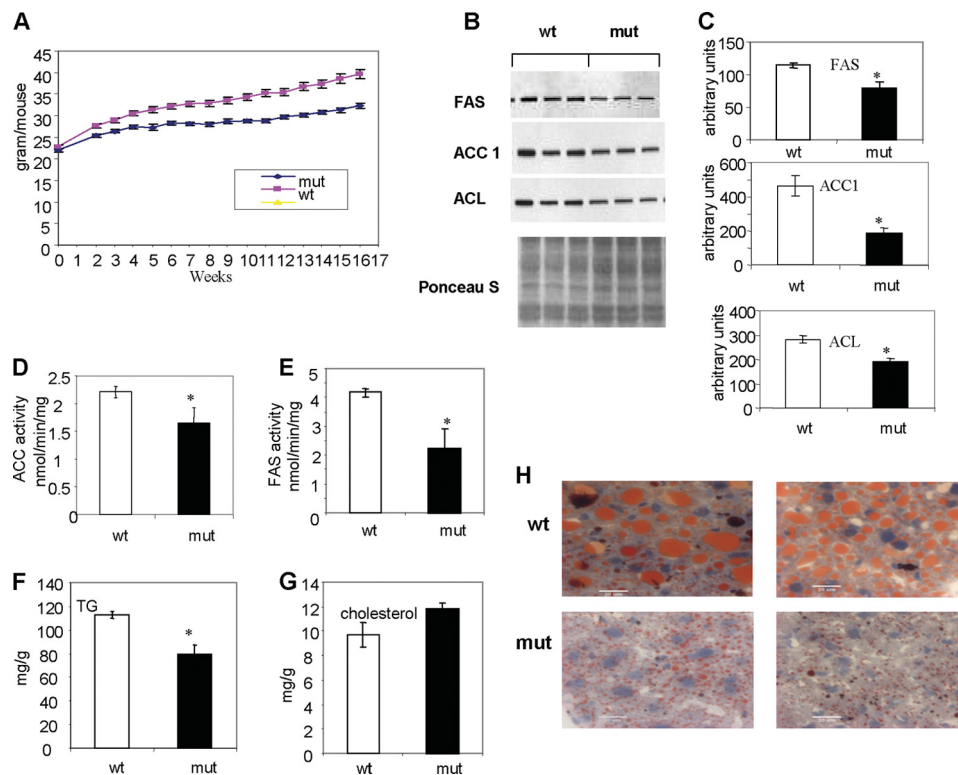 A
gram/mouse
45
40
35
30
25
20
15
10
5
0
0 1 2 3 4 5 6 7 8 9 10 11 12 13 14 15 16 17
Weeks
mut
wt
B
wt mut
FAS
ACC 1
ACL
Ponceau S
C
arbitrary units
150
100
50
0
FAS
*
wt mut
arbitrary units
600
400
200
0
ACC1
*
wt mut
arbitrary units
400
300
200
100
0
ACL
*
wt mut
D
ACC activity
nmol/min/mg
2.5
2
1.5
1
0.5
0
*
wt mut
E
FAS activity
nmol/min/mg
5
4
3
2
1
0
*
wt mut
F
mg/g
140
120
100
80
60
40
20
0
TG
*
wt mut
G
mg/g
14
12
10
8
6
4
2
0
cholesterol
wt mut
H
wt
mut